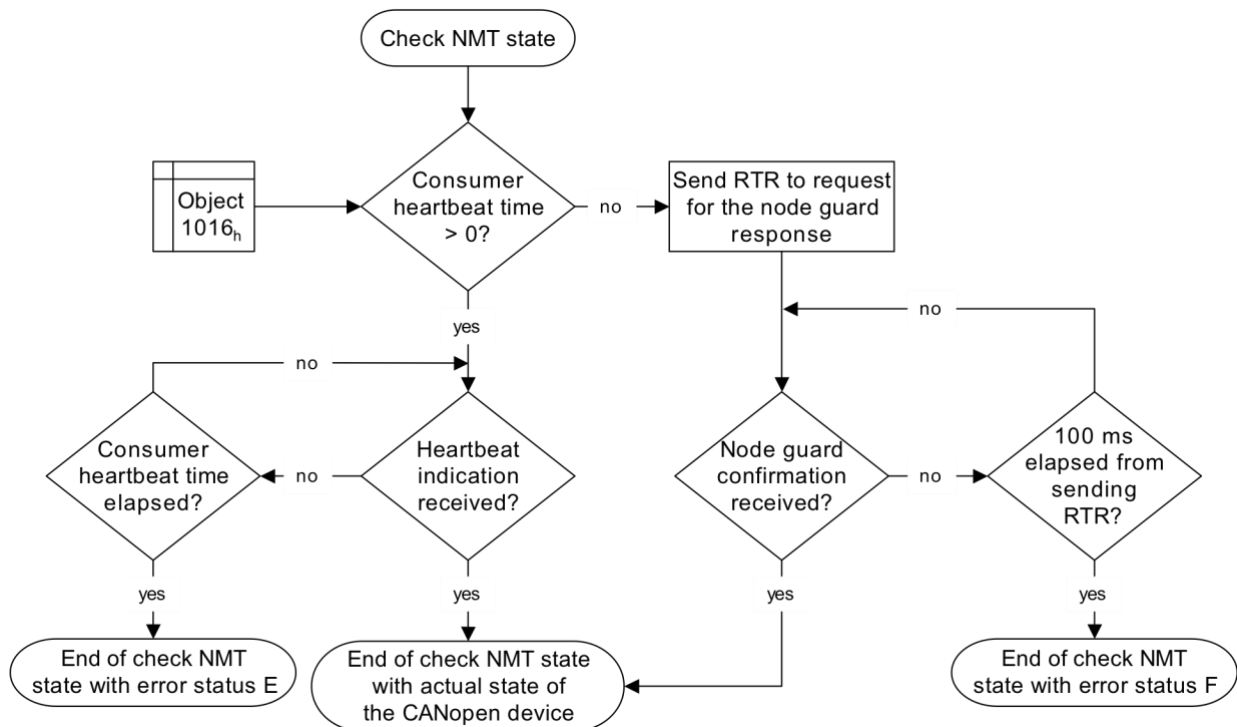 Check NMT state
Object
1016h
Consumer
heartbeat time
> 0?
no
Send RTR to request
for the node guard
response
yes
no
no
Consumer
heartbeat time
elapsed?
no
Heartbeat
indication
received?
Node guard
confirmation
received?
no
100 ms
elapsed from
sending
RTR?
yes
yes
yes
yes
End of check NMT
state with error status E
End of check NMT state
with actual state of
the CANopen device
End of check NMT
state with error status F